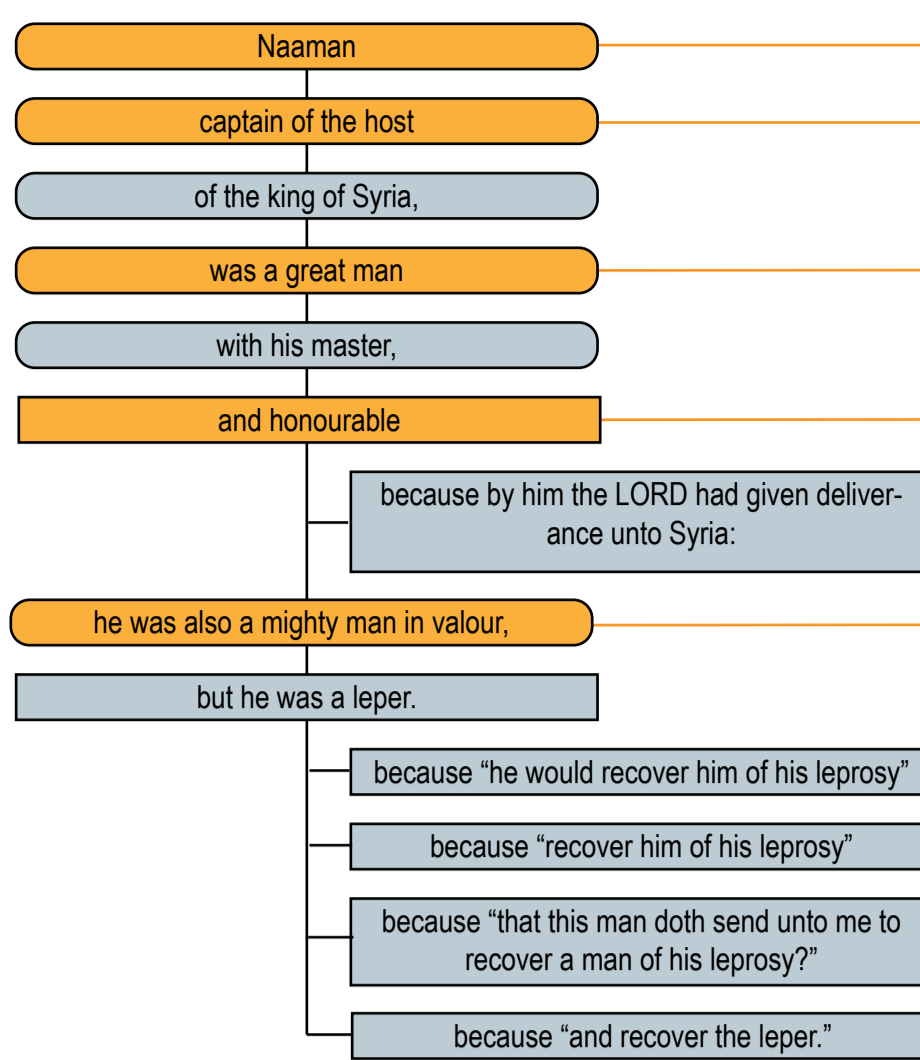 Naaman
captain of the host
of the king of Syria,
was a great man
with his master,
and honourable
because by him the LORD had given deliver-
ance unto Syria:
he was also a mighty man in valour,
but he was a leper.
because “he would recover him of his leprosy”
because “recover him of his leprosy”
because “that this man doth send unto me to
recover a man of his leprosy?”
because “and recover the leper.”